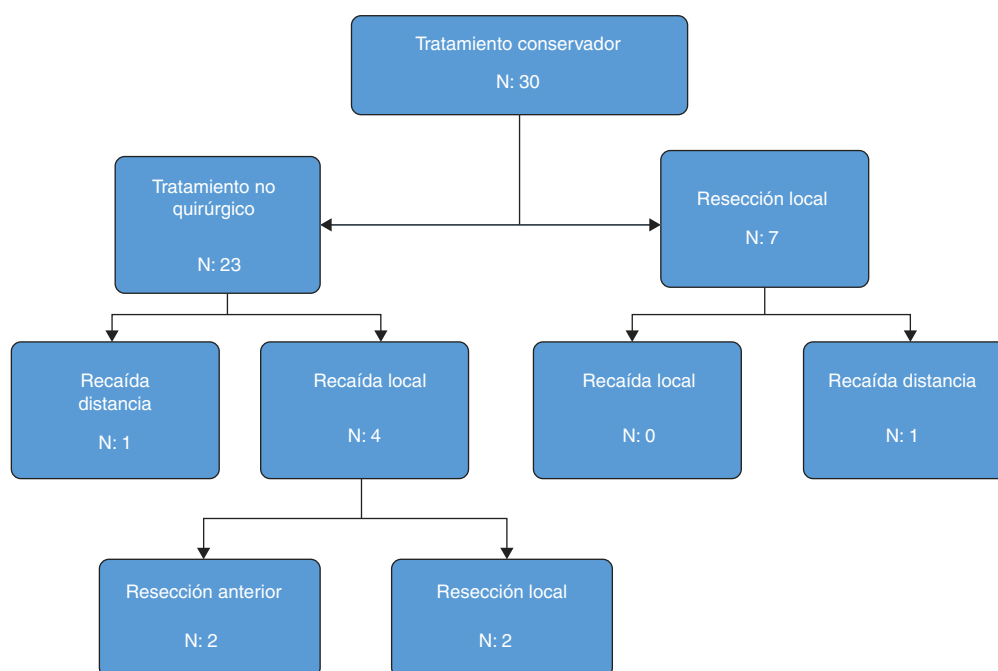 Tratamiento conservador
N: 30
Tratamiento no
quirúrgico
N: 23
Resección local
N: 7
Recaída
distancia
N: 1
Recaída local
N: 4
Recaída local
N: 0
Recaída distancia
N: 1
Resección anterior
N: 2
Resección local
N: 2